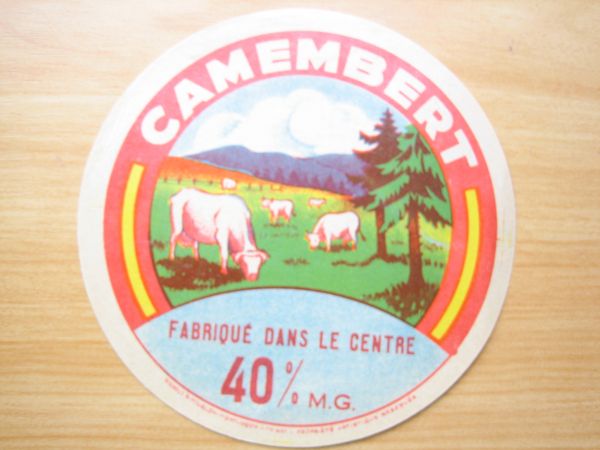 CAMEMBERT
FABRIQUÉ DANS LE CENTRE
40% M.G.